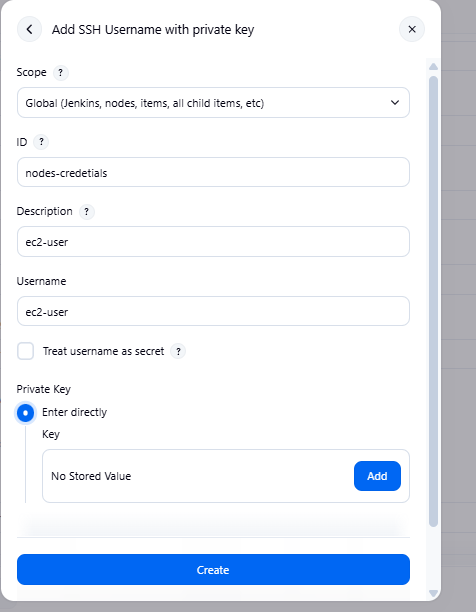 Add SSH Username with private key
Scope ?
Global (Jenkins, nodes, items, all child items, etc)
ID ?
nodes-credetials
Description ?
ec2-user
Username
ec2-user
Treat username as secret ?
Private Key
Enter directly
Key
No Stored Value Add
Create